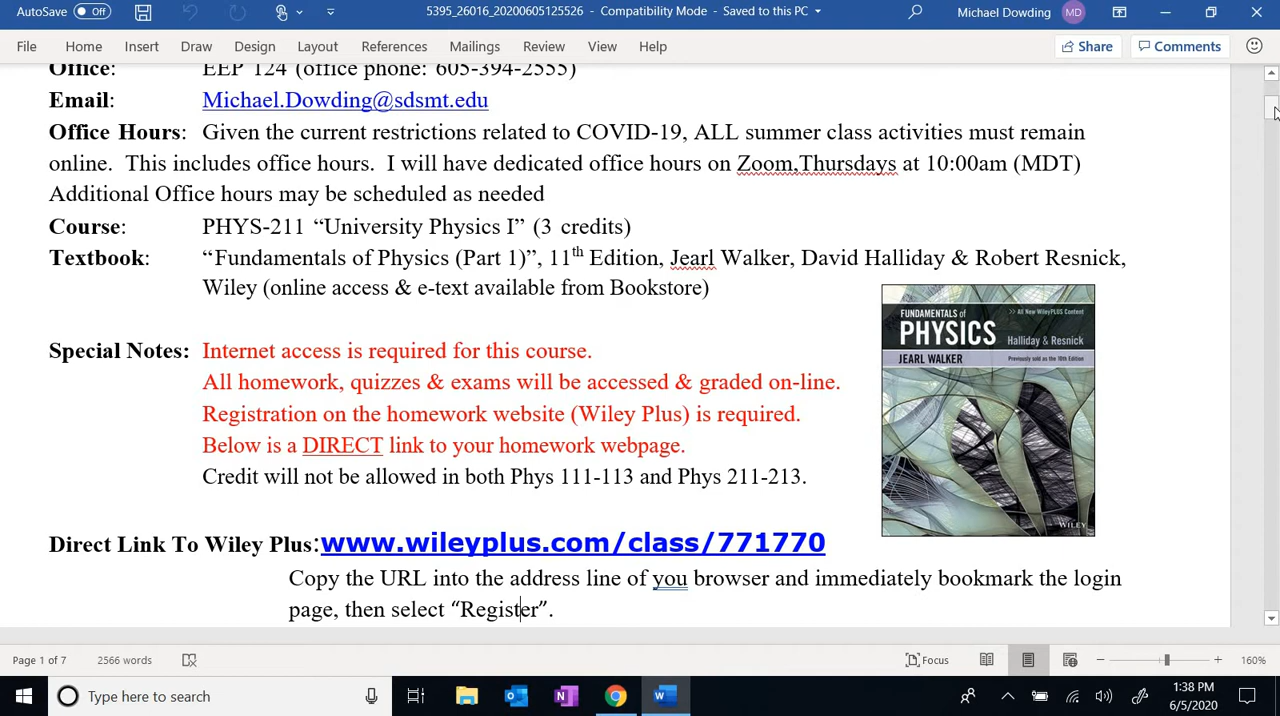 AutoSave Off 5395_26016_20200605125526 - Compatibility Mode - Saved to this PC Michael Dowding MD
File Home Insert Draw Design Layout References Mailings Review View Help Share Comments
Office: EEP 124 (office phone: 605-394-2555)
Email: Michael.Dowding@sdsmt.edu
Office Hours: Given the current restrictions related to COVID-19, ALL summer class activities must remain
online. This includes office hours. I will have dedicated office hours on Zoom,Thursdays at 10:00am (MDT)
Additional Office hours may be scheduled as needed
Course: PHYS-211 “University Physics I” (3 credits)
Textbook: “Fundamentals of Physics (Part 1)”, 11th Edition, Jearl Walker, David Halliday & Robert Resnick,
Wiley (online access & e-text available from Bookstore)
FUNDAMENTALS of >> All New WileyPLUS Content
PHYSICS Halliday & Resnick
JEARL WALKER Previously sold as the 10th Edition
WILEY
Special Notes: Internet access is required for this course.
All homework, quizzes & exams will be accessed & graded on-line.
Registration on the homework website (Wiley Plus) is required.
Below is a DIRECT link to your homework webpage.
Credit will not be allowed in both Phys 111-113 and Phys 211-213.
Direct Link To Wiley Plus:www.wileyplus.com/class/771770
Copy the URL into the address line of you browser and immediately bookmark the login
page, then select “Register”.
Page 1 of 7 2566 words Focus 160%
Type here to search 1:38 PM
6/5/2020